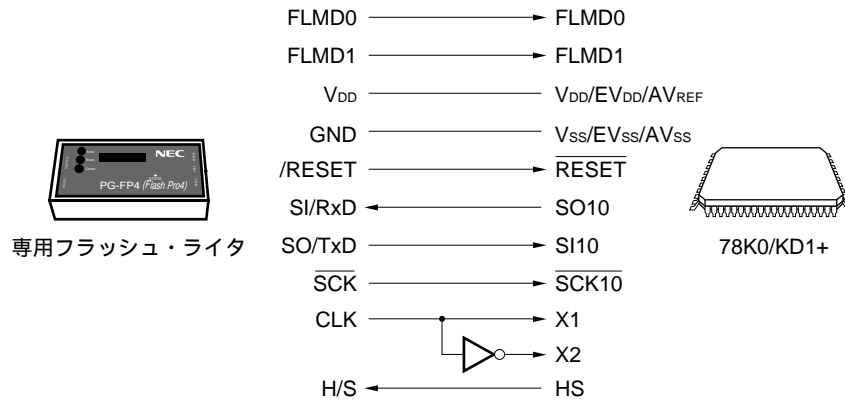 FLMD0 FLMD0
FLMD1 FLMD1
VDD VDD/EVDD/AVREF
GND VSS/EVSS/AVSS
/RESET RESET
SI/RxD SO10
SO/TxD SI10
SCK SCK10
CLK X1
X2
H/S HS
NEC
PG-FP4 (Flash Pro4)
専用フラッシュ・ライタ
78K0/KD1+